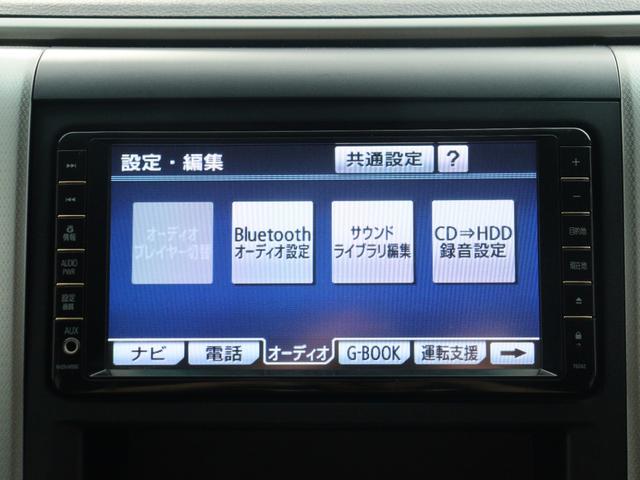 設定・編集
共通設定
?
オーディオ
プレイヤー切替
Bluetooth
オーディオ設定
サウンド
ライブラリ編集
CD⇒HDD
録音設定
ナビ
電話
オーディオ
G-BOOK
運転支援
情報
AUDIO
PWR
設定
編集
AUX
+
−
目的地
現在地